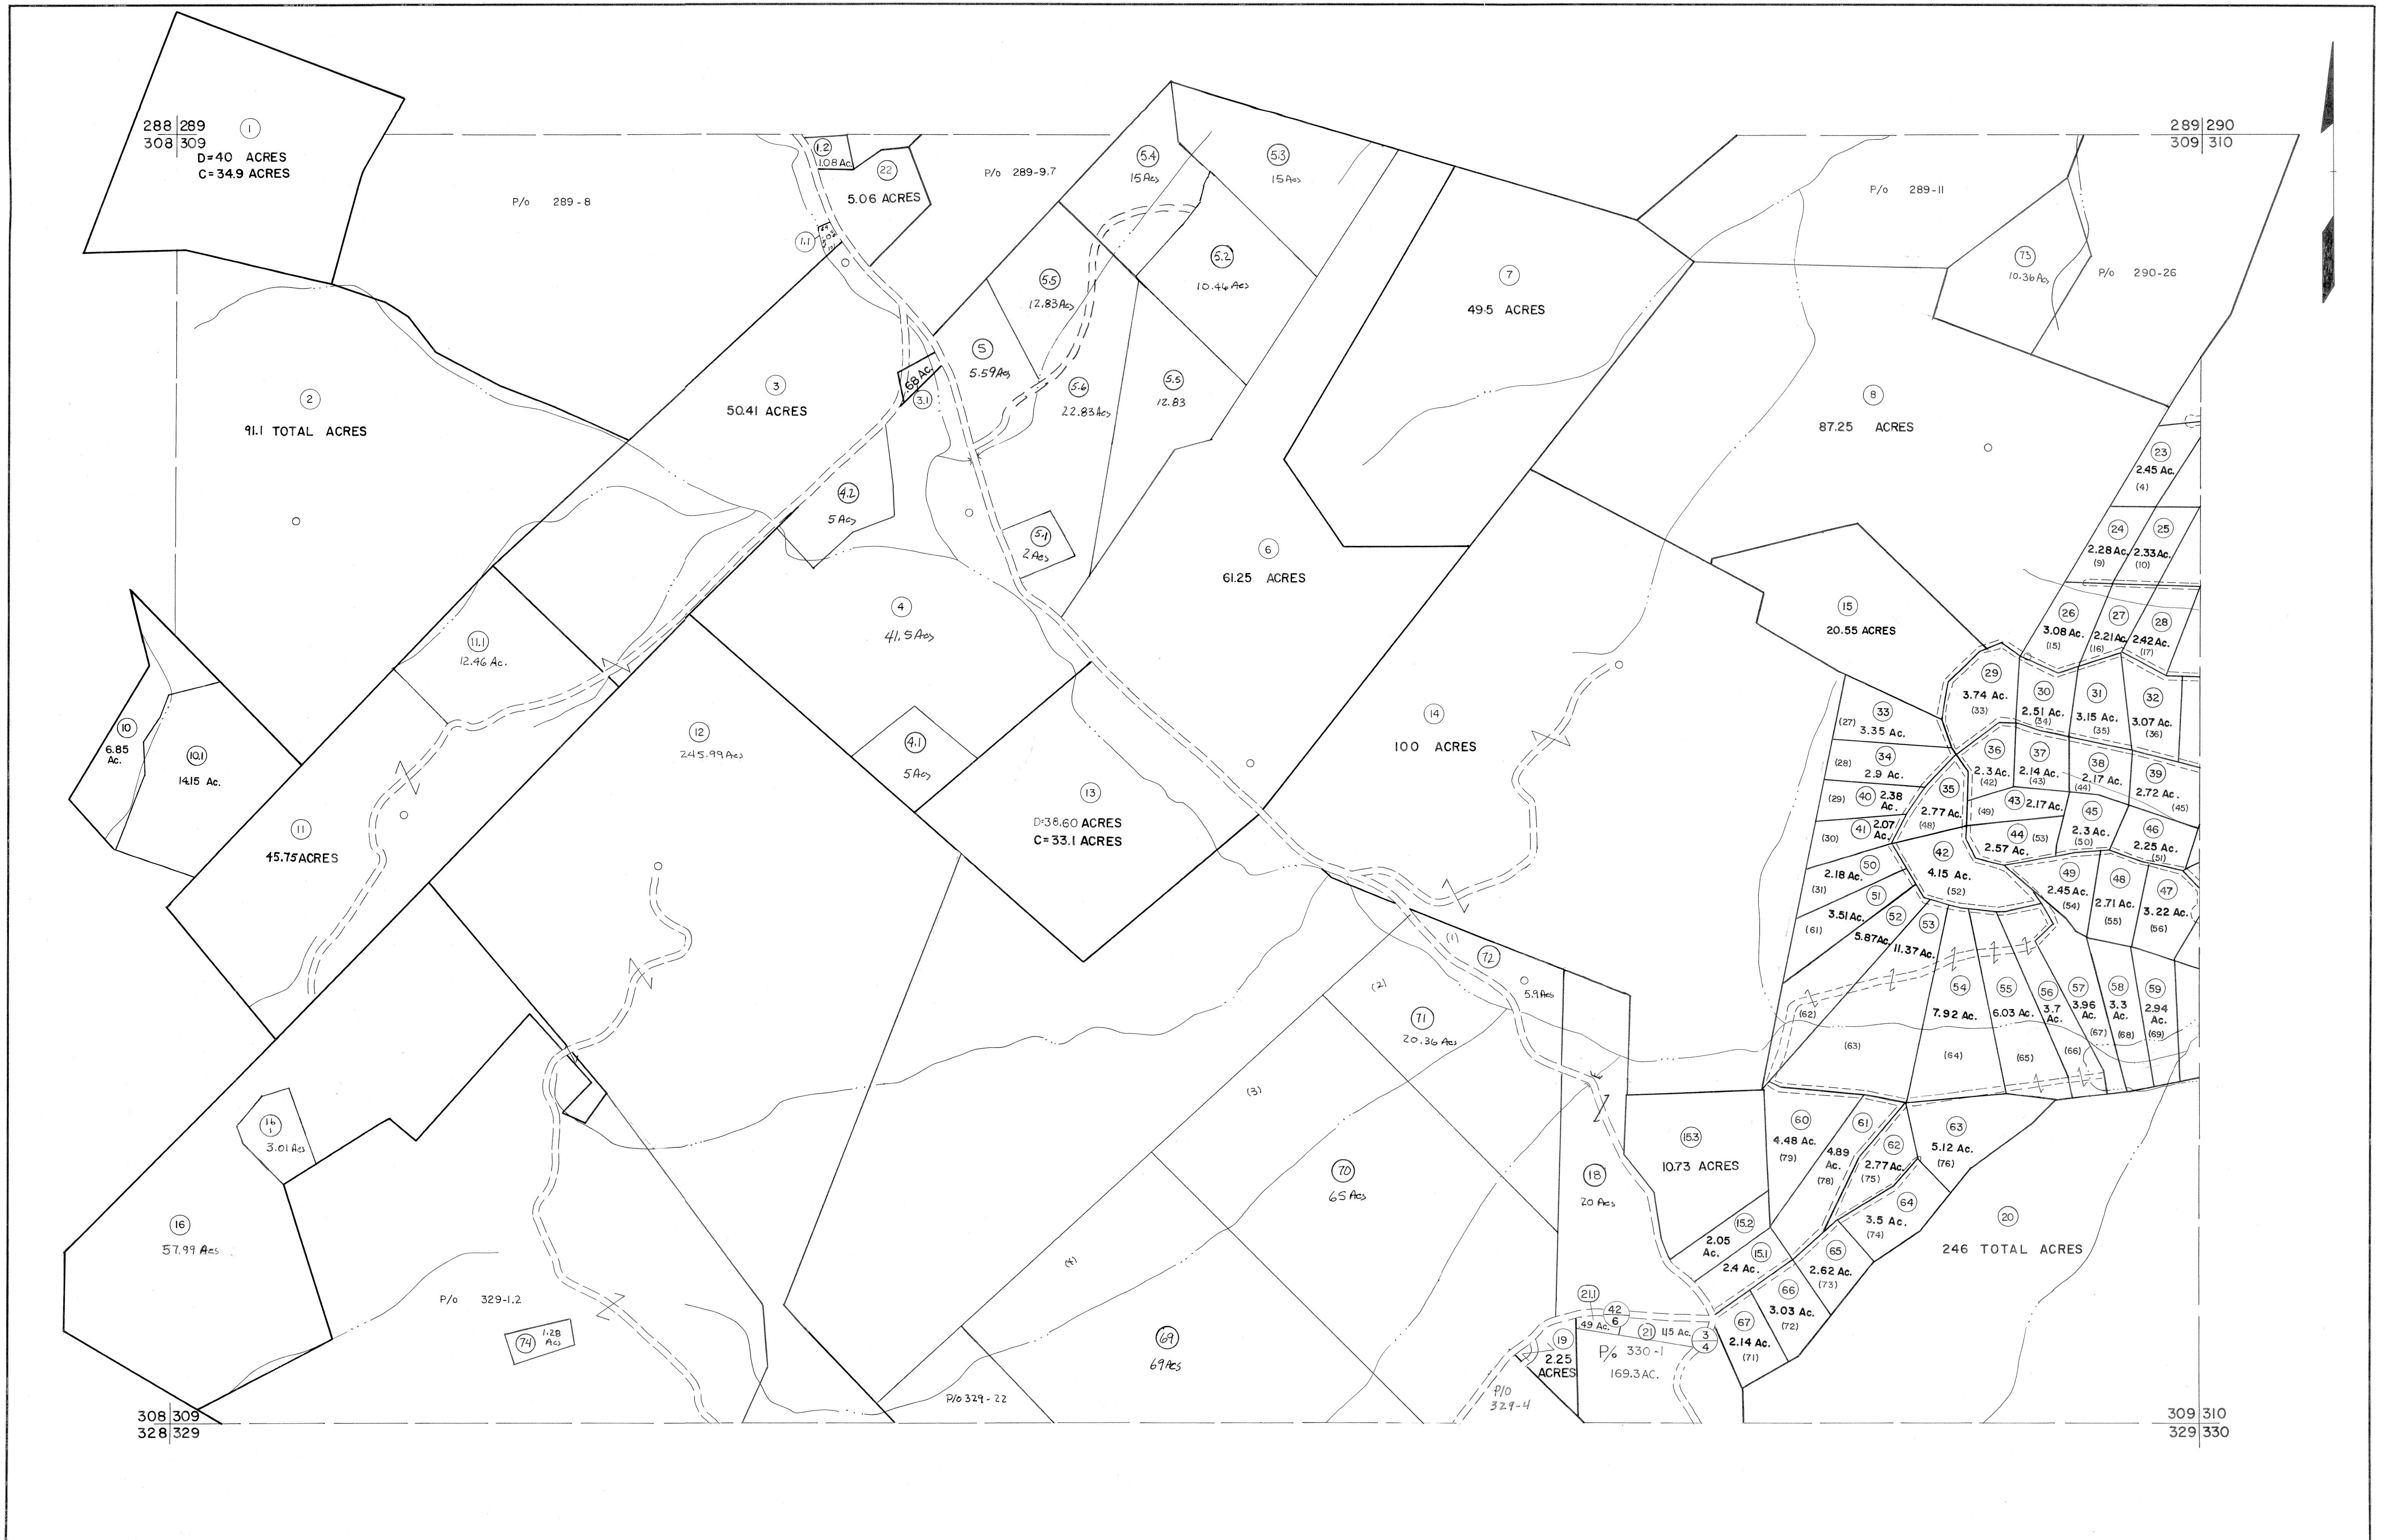 288 289
308 309
1
D=40 ACRES
C=34.9 ACRES
289 290
309 310
P/o 289-8
1.2
1.08 Ac.
22
5.06 ACRES
1.1
P/o 289-9.7
5.4
15 Acs
5.3
15 Acs
5.2
10.46 Acs
5.5
12.83 Acs
5
5.59 Acs
5.6
22.83 Acs
5.5
12.83
7
49.5 ACRES
P/o 289-11
73
10.36 Acs
P/o 290-26
2
91.1 TOTAL ACRES
3
50.41 ACRES
.68 Ac.
3.1
8
87.25 ACRES
23
2.45 Ac.
(4)
4.2
5 Acs
5.1
2 Acs
6
61.25 ACRES
24
2.28 Ac.
(9)
25
2.33 Ac.
(10)
15
20.55 ACRES
26
3.08 Ac.
(15)
27
2.21 Ac.
(16)
28
2.42 Ac.
(17)
11.1
12.46 Ac.
4
41.5 Acs
29
3.74 Ac.
(33)
30
2.51 Ac.
(34)
31
3.15 Ac.
(35)
32
3.07 Ac.
(36)
10
6.85
Ac.
10.1
14.15 Ac.
12
245.99 Acs
4.1
5 Acs
14
100 ACRES
33
(27) 3.35 Ac.
34
(28) 2.9 Ac.
36
2.3 Ac.
(42)
37
2.14 Ac.
(43)
38
2.17 Ac.
(44)
39
2.72 Ac.
(45)
13
D=38.60 ACRES
C=33.1 ACRES
(29) 40 2.38
Ac.
35
2.77 Ac.
(48)
(49) 43 2.17 Ac.
45
2.3 Ac.
(50)
46
2.25 Ac.
(51)
(30) 41 2.07
Ac.
44 (53)
2.57 Ac.
11
45.75 ACRES
50
2.18 Ac.
(31)
42
4.15 Ac.
(52)
49
2.45 Ac.
(54)
48
2.71 Ac.
(55)
47
3.22 Ac.
(56)
51
3.51 Ac.
(61)
52
5.87 Ac.
53
11.37 Ac.
(1)
72
5.9 Acs
(2)
71
20.36 Acs
(62)
(63)
54
7.92 Ac.
(64)
55
6.03 Ac.
(65)
56
3.7
Ac.
(66)
57
3.96
Ac.
(67)
58
3.3
Ac.
(68)
59
2.94
Ac.
(69)
(3)
16
1
3.01 Acs
15.3
10.73 ACRES
60
4.48 Ac.
(79)
61
4.89
Ac.
(78)
62
2.77 Ac.
(75)
63
5.12 Ac.
(76)
70
65 Acs
18
20 Acs
64
3.5 Ac.
(74)
16
57.99 Acs
15.2
2.05
Ac.
15.1
2.4 Ac.
65
2.62 Ac.
(73)
20
246 TOTAL ACRES
(4)
P/o 329-1.2
74
1.28
Acs
21.1
.49 Ac.
42
6
21
1.15 Ac.
3
4
66
3.03 Ac.
(72)
67
2.14 Ac.
(71)
69
69 Acs
19
2.25
ACRES
P/o 330-1
169.3 AC.
P/o 329-22
P/O
329-4
308 309
328 329
309 310
329 330